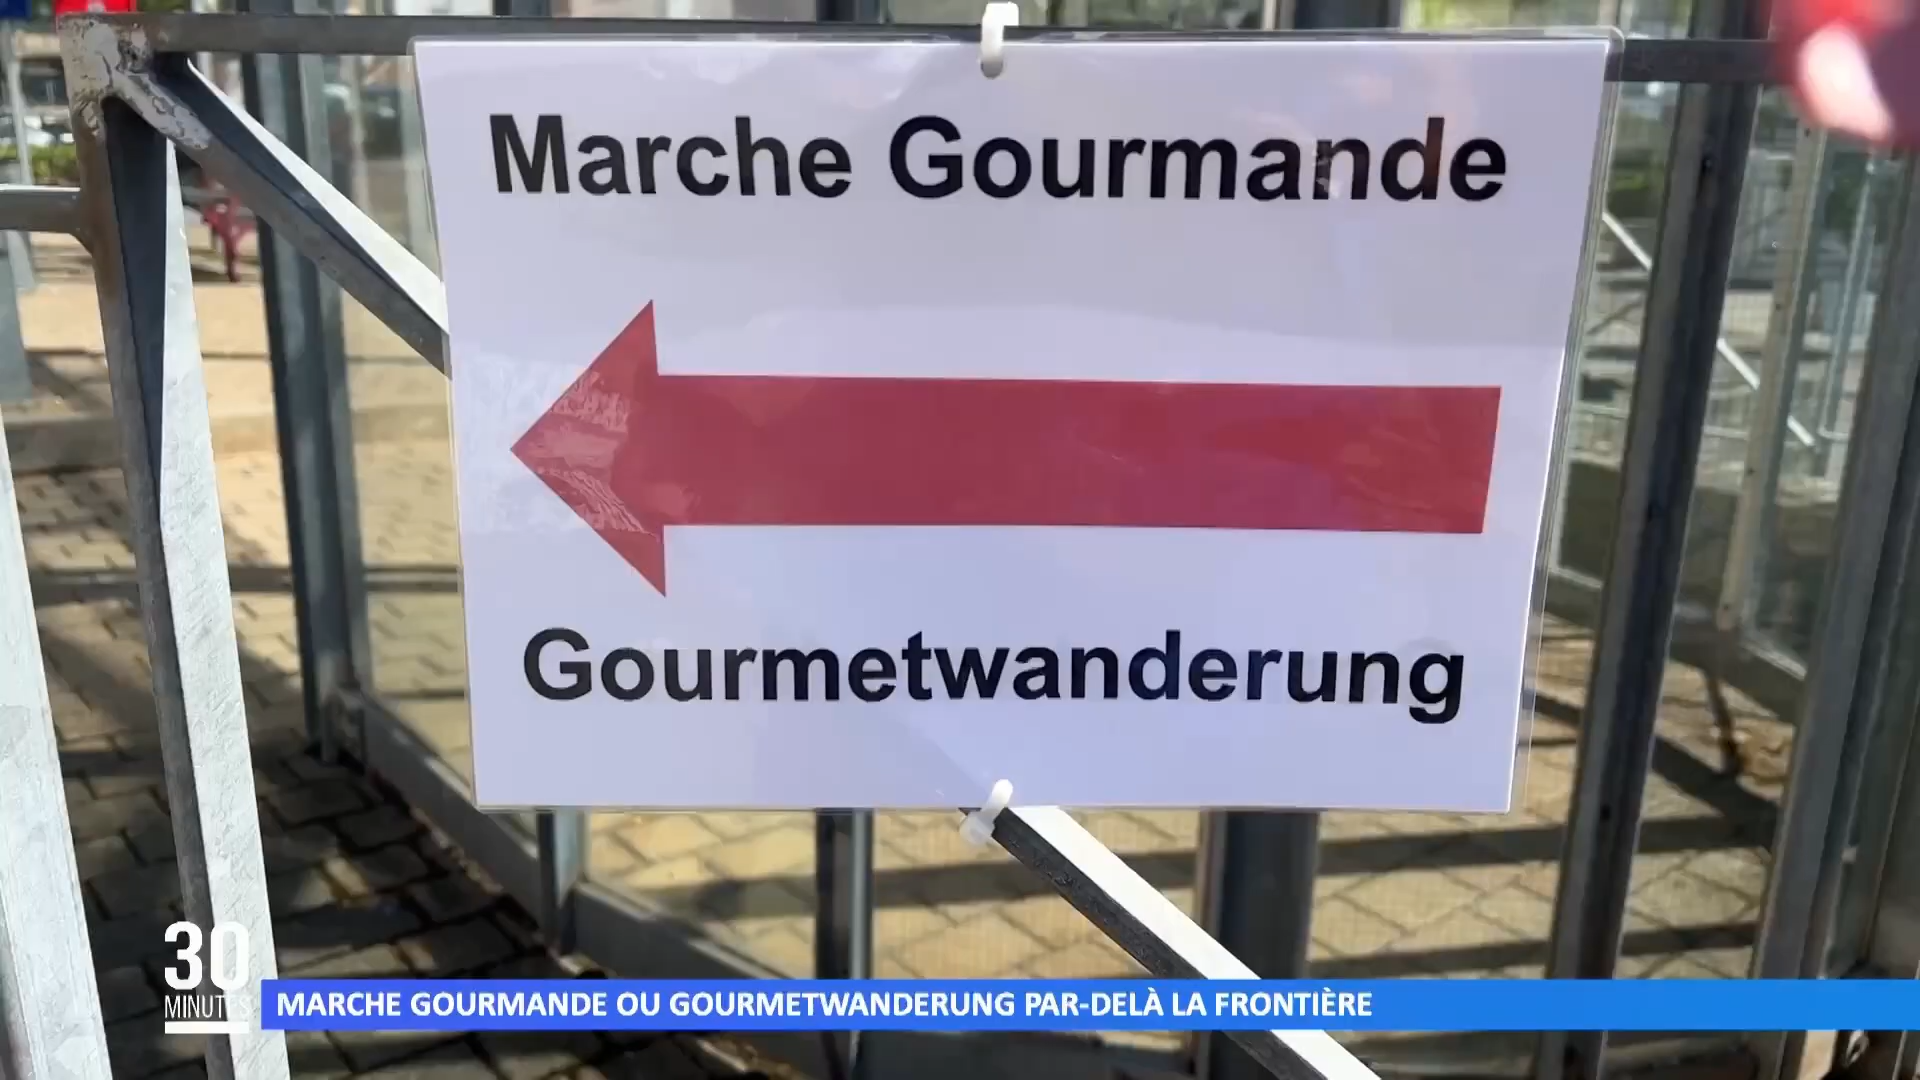 Marche Gourmande
Gourmetwanderung
30
MINUTES
MARCHE GOURMANDE OU GOURMETWANDERUNG PAR-DELÀ LA FRONTIÈRE